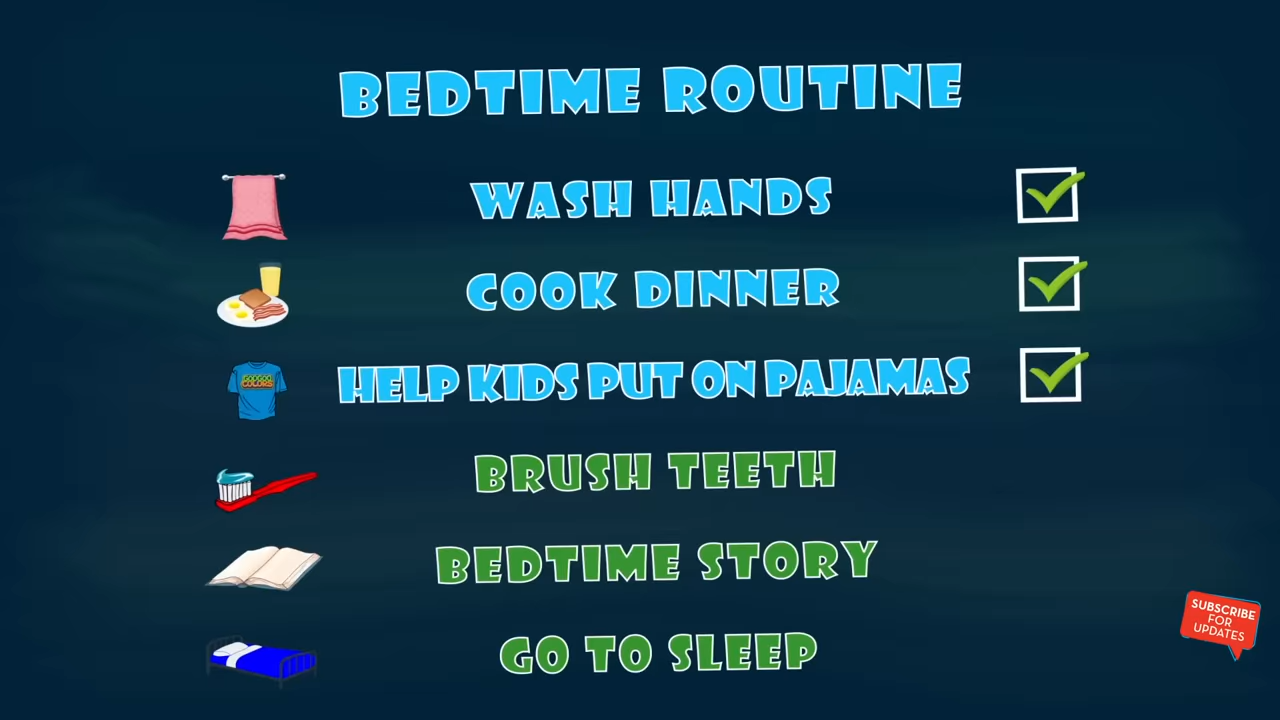 BEDTIME ROUTINE
WASH HANDS
COOK DINNER
HELP KIDS PUT ON PAJAMAS
BRUSH TEETH
BEDTIME STORY
GO TO SLEEP
SUBSCRIBE
FOR
UPDATES